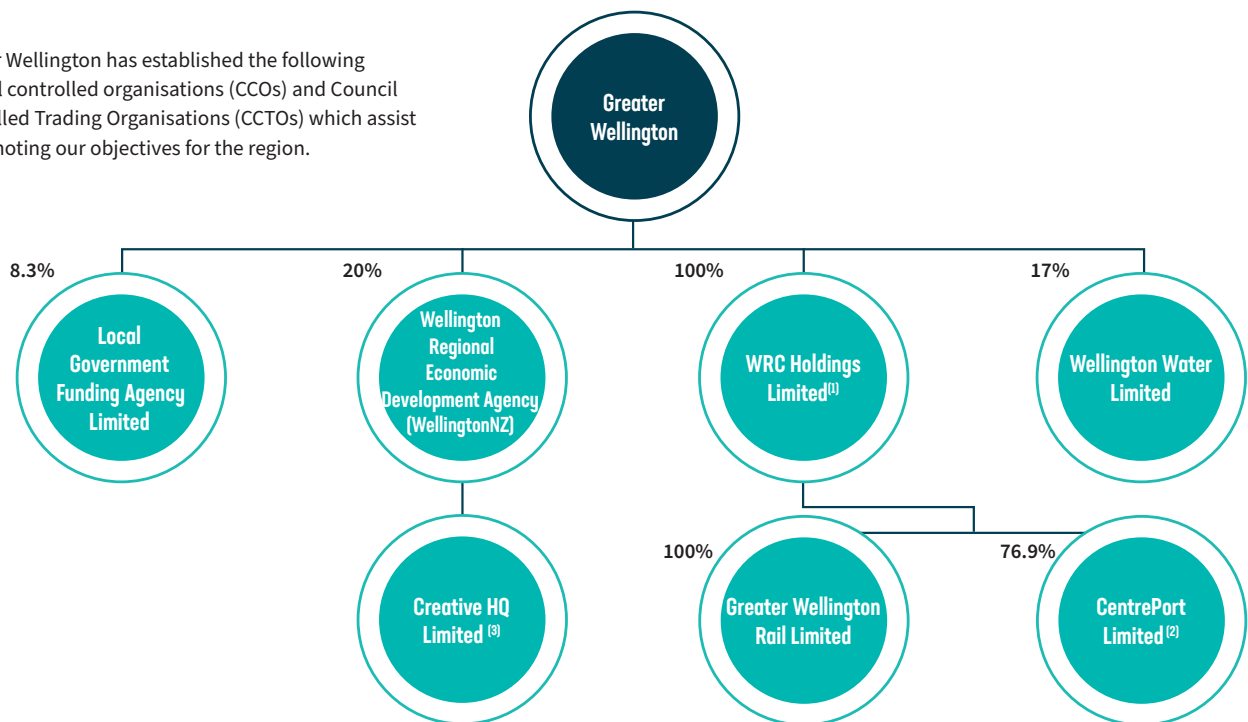 r Wellington has established the following
l controlled organisations (CCOs) and Council
lled Trading Organisations (CCTOs) which assist
noting our objectives for the region.
Greater
Wellington
8.3%
20%
100%
17%
Local
Government
Funding Agency
Limited
Wellington
Regional
Economic
Development Agency
(WellingtonNZ)
WRC Holdings
Limited(1)
Wellington Water
Limited
100%
76.9%
Creative HQ
Limited (3)
Greater Wellington
Rail Limited
CentrePort
Limited (2)